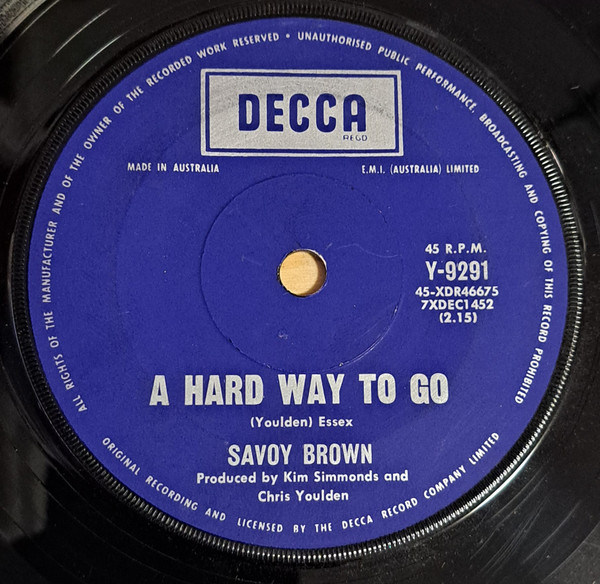 ALL RIGHTS OF THE MANUFACTURER AND OF THE OWNER OF THE RECORDED WORK RESERVED • UNAUTHORISED PUBLIC PERFORMANCE, BROADCASTING AND COPYING OF THIS RECORD PROHIBITED
DECCA
REGD
MADE IN AUSTRALIA
E.M.I. (AUSTRALIA) LIMITED
45 R.P.M.
Y-9291
45-XDR46675
7XDEC1452
(2.15)
A HARD WAY TO GO
(Youlden) Essex
SAVOY BROWN
Produced by Kim Simmonds and
Chris Youlden
ORIGINAL RECORDING AND LICENSED BY THE DECCA RECORD COMPANY LIMITED